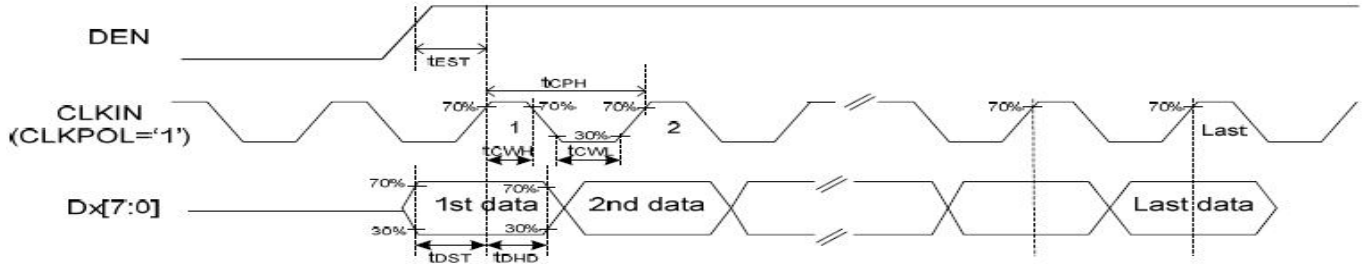 DEN
tEST
tCPH
CLKIN
(CLKPOL='1')
70% 70% 70% 70% 70%
1 2 Last
30%
tCWH tCWL
70% 70%
Dx[7:0] 1st data 2nd data Last data
30% 30%
tDST tDHD